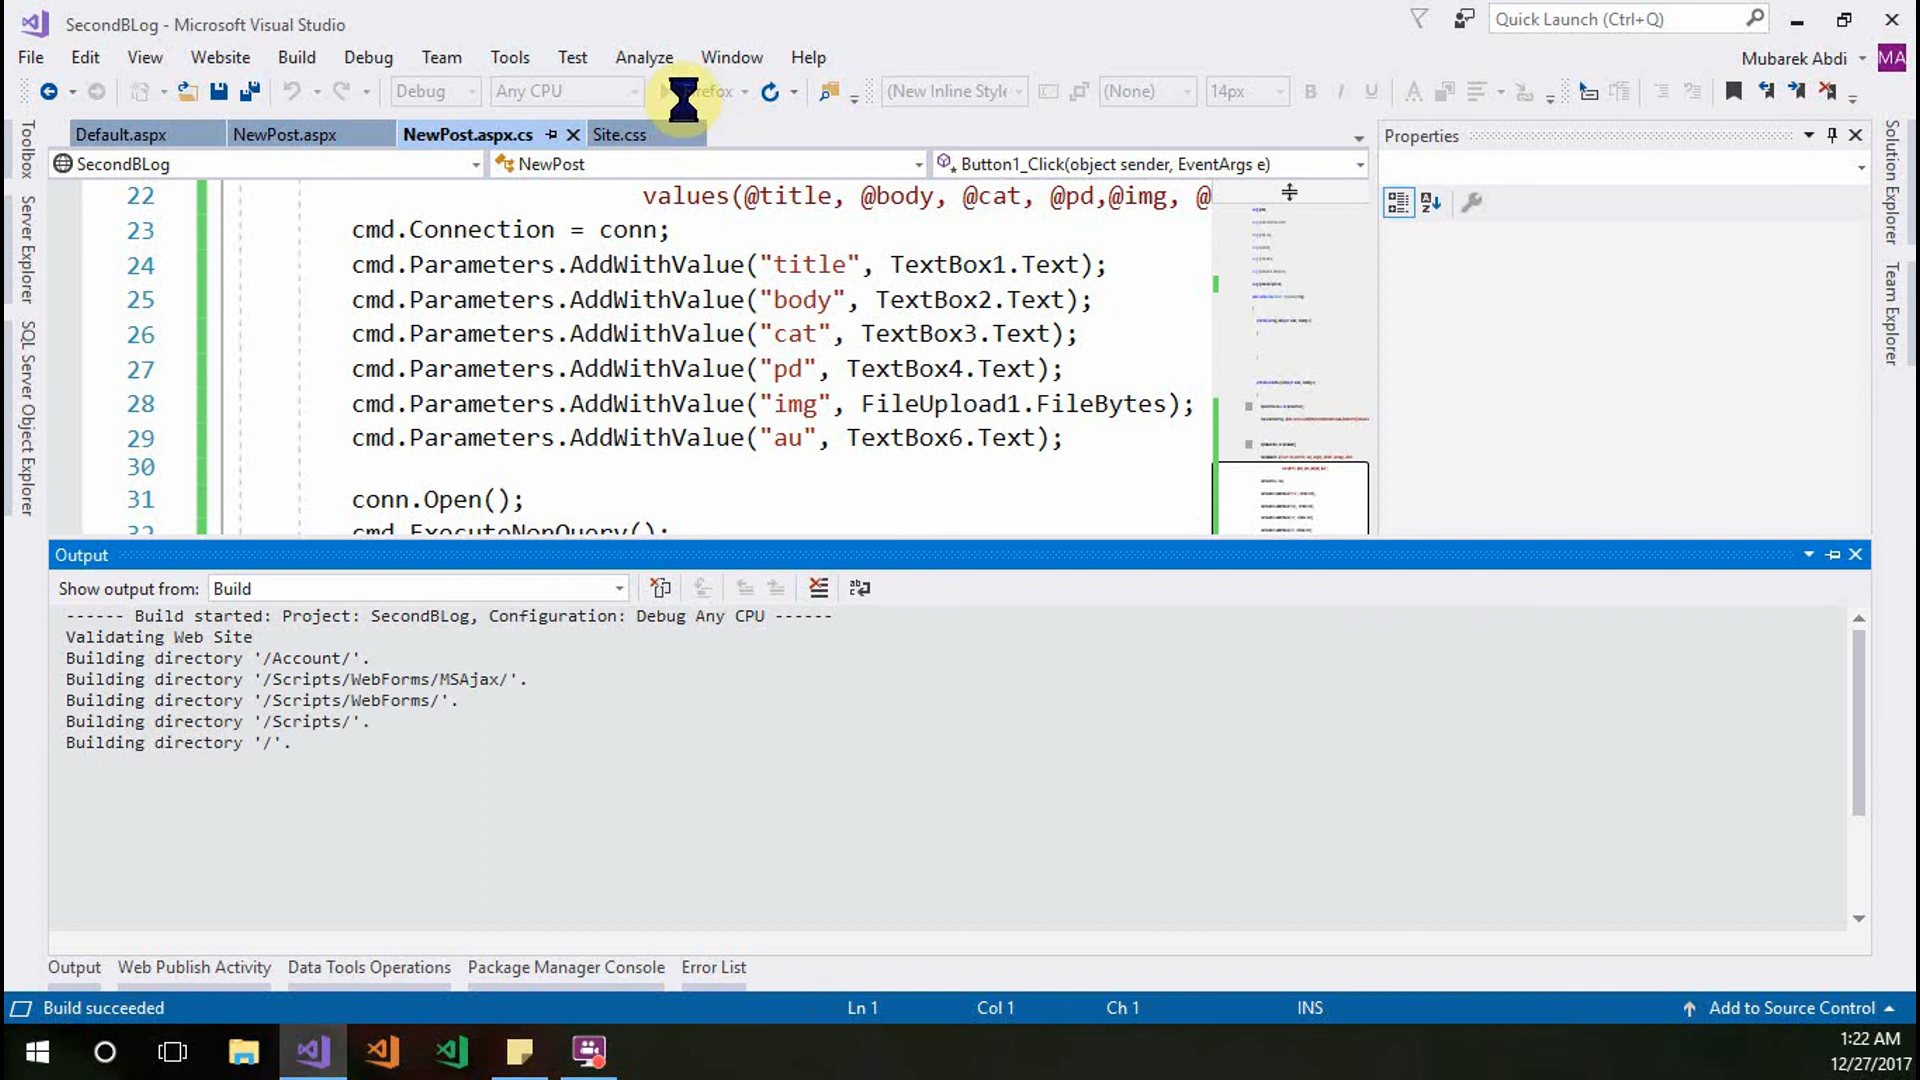 SecondBLog - Microsoft Visual Studio
Quick Launch (Ctrl+Q)
File Edit View Website Build Debug Team Tools Test Analyze Window Help
Mubarek Abdi MA
Debug Any CPU (New Inline Style (None) 14px B I U A
Default.aspx NewPost.aspx NewPost.aspx.cs Site.css
Properties
SecondBLog NewPost Button1_Click(object sender, EventArgs e)
22 values(@title, @body, @cat, @pd,@img, @
23 cmd.Connection = conn;
24 cmd.Parameters.AddWithValue("title", TextBox1.Text);
25 cmd.Parameters.AddWithValue("body", TextBox2.Text);
26 cmd.Parameters.AddWithValue("cat", TextBox3.Text);
27 cmd.Parameters.AddWithValue("pd", TextBox4.Text);
28 cmd.Parameters.AddWithValue("img", FileUpload1.FileBytes);
29 cmd.Parameters.AddWithValue("au", TextBox6.Text);
30
31 conn.Open();
32 cmd.ExecuteNonQuery();
Toolbox
Server Explorer
SQL Server Object Explorer
Solution Explorer
Team Explorer
Output
Show output from: Build
------ Build started: Project: SecondBLog, Configuration: Debug Any CPU ------
Validating Web Site
Building directory '/Account/'.
Building directory '/Scripts/WebForms/MSAjax/'.
Building directory '/Scripts/WebForms/'.
Building directory '/Scripts/'.
Building directory '/'.
Output Web Publish Activity Data Tools Operations Package Manager Console Error List
Build succeeded Ln 1 Col 1 Ch 1 INS Add to Source Control
1:22 AM
12/27/2017